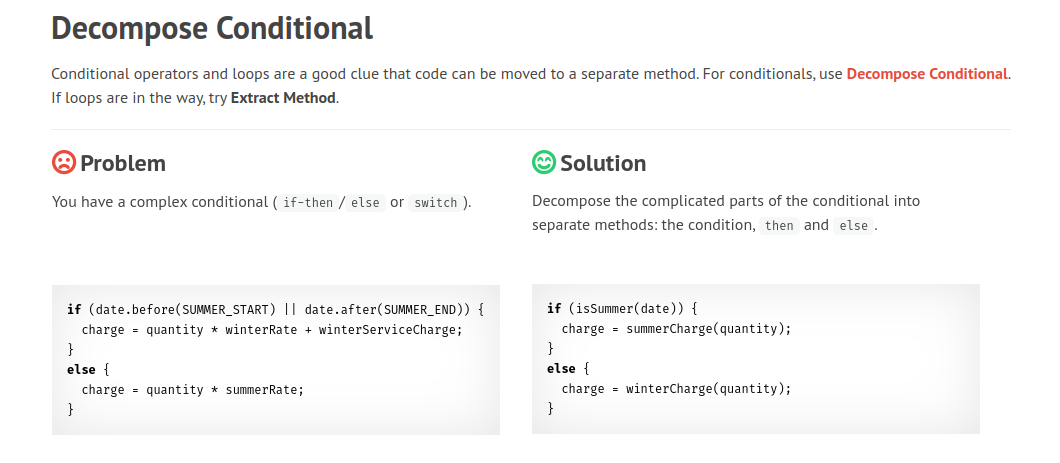 Decompose Conditional
Conditional operators and loops are a good clue that code can be moved to a separate method. For conditionals, use Decompose Conditional.
If loops are in the way, try Extract Method.
Problem
You have a complex conditional ( if-then / else or switch ).
if (date.before(SUMMER_START) || date.after(SUMMER_END)) {
  charge = quantity * winterRate + winterServiceCharge;
}
else {
  charge = quantity * summerRate;
}
Solution
Decompose the complicated parts of the conditional into
separate methods: the condition, then and else .
if (isSummer(date)) {
  charge = summerCharge(quantity);
}
else {
  charge = winterCharge(quantity);
}